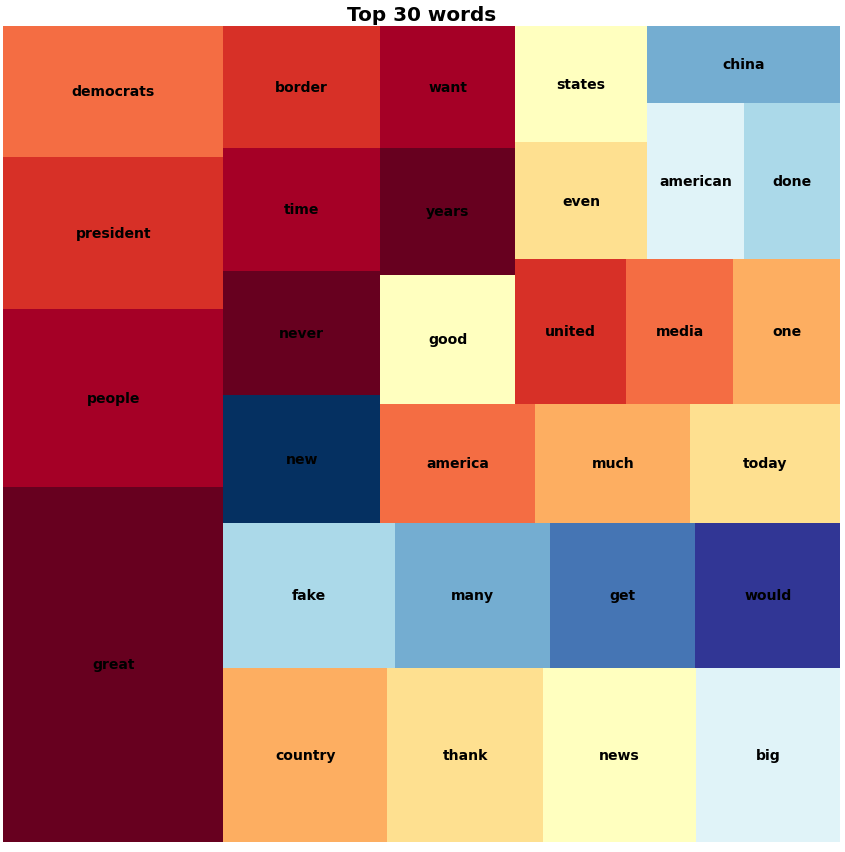 Top 30 words
democrats
border
want
states
china
american
done
president
time
years
even
never
good
united
media
one
people
new
america
much
today
great
fake
many
get
would
country
thank
news
big